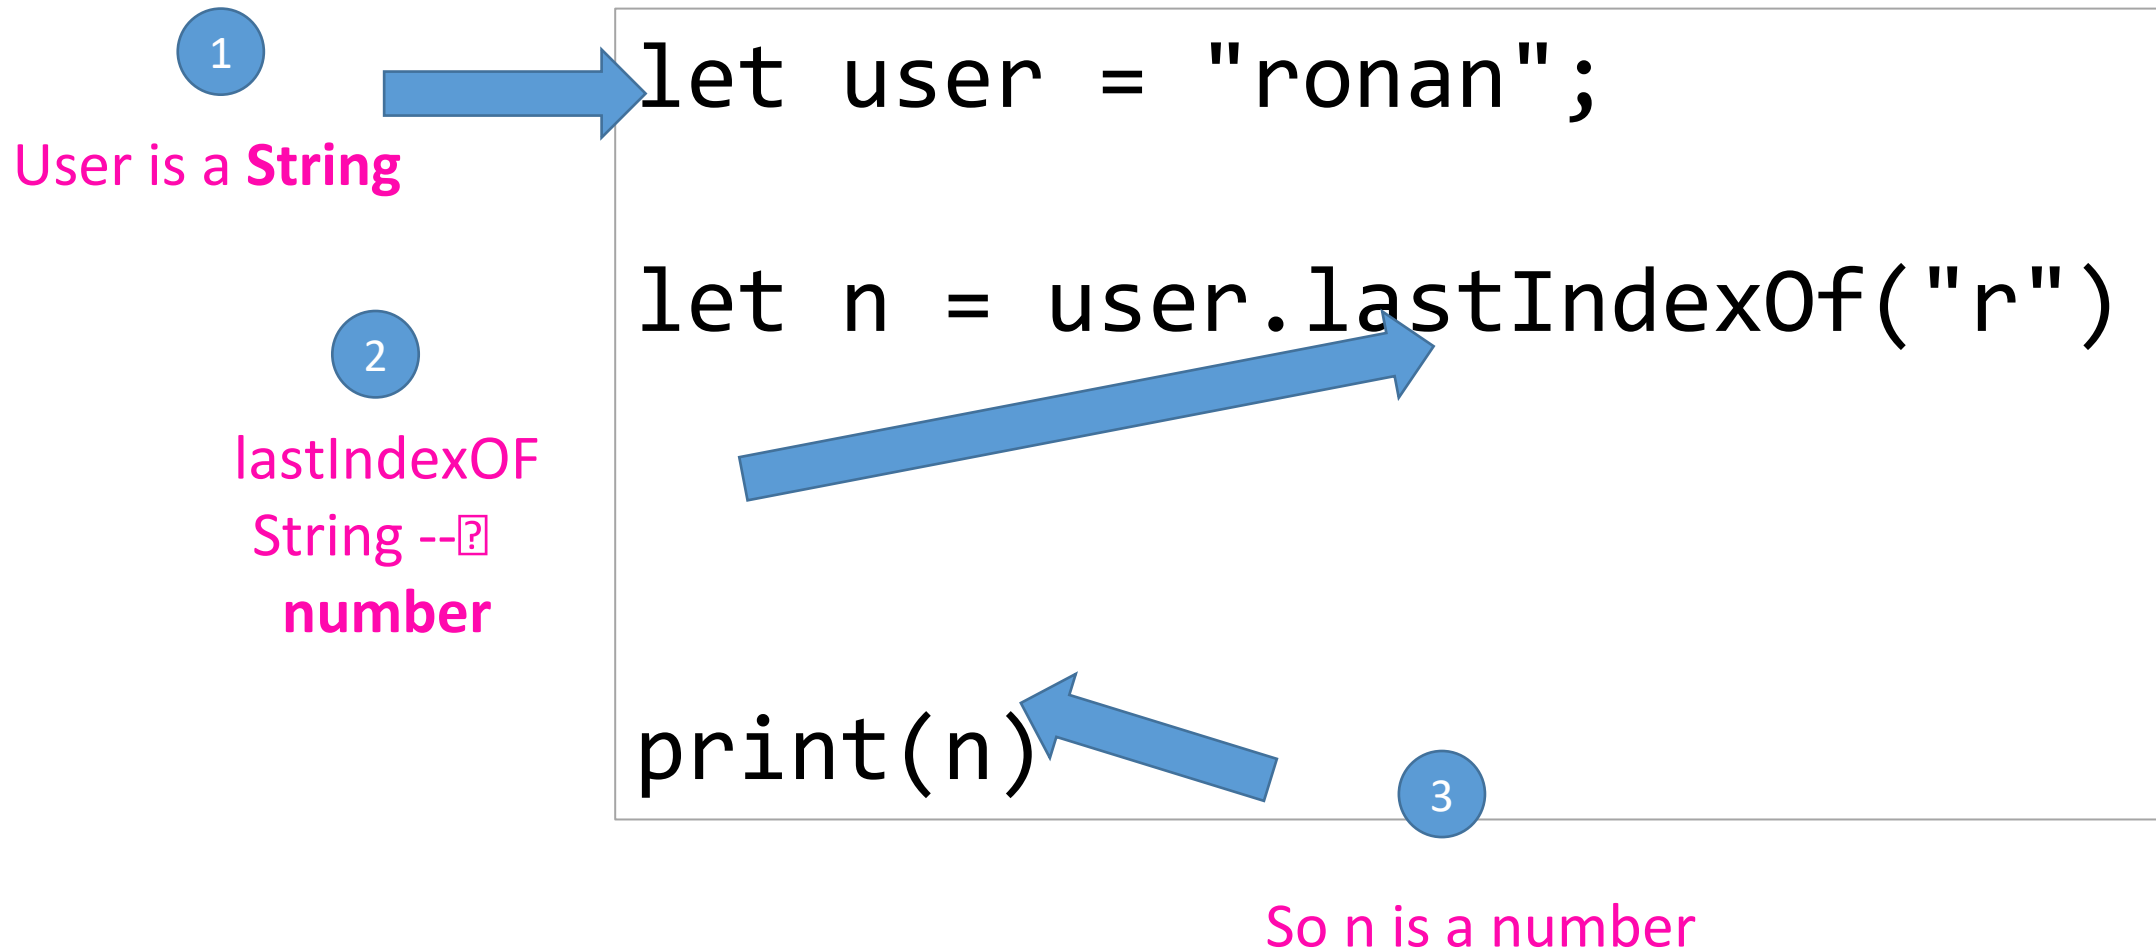 1
User is a String
let user = "ronan";
let n = user.lastIndexOf("r")
2
lastIndexOF
String --⍰
number
print(n)
3
So n is a number